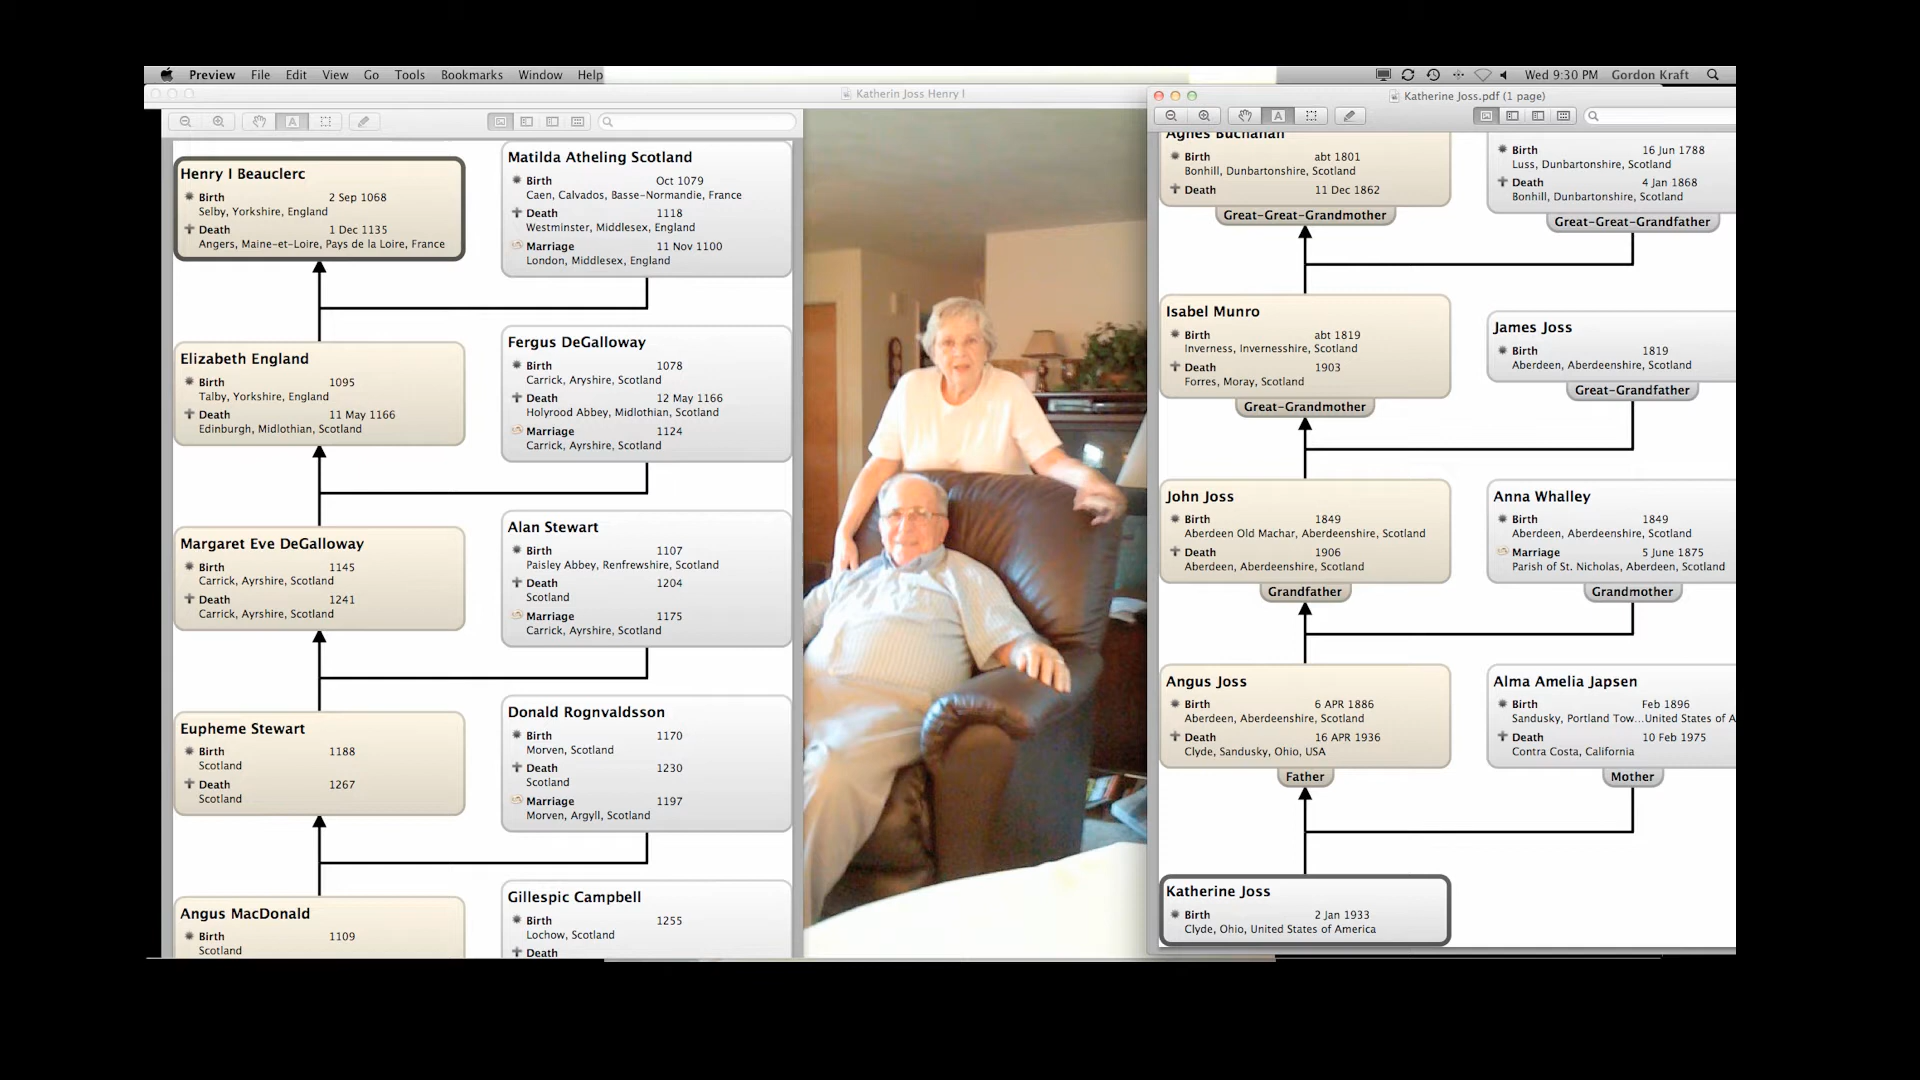 Preview File Edit View Go Tools Bookmarks Window Help
Wed 9:30 PM Gordon Kraft
Katherin Joss Henry I
Henry I Beauclerc
Birth 2 Sep 1068
Selby, Yorkshire, England
Death 1 Dec 1135
Angers, Maine-et-Loire, Pays de la Loire, France
Matilda Atheling Scotland
Birth Oct 1079
Caen, Calvados, Basse-Normandie, France
Death 1118
Westminster, Middlesex, England
Marriage 11 Nov 1100
London, Middlesex, England
Elizabeth England
Birth 1095
Talby, Yorkshire, England
Death 11 May 1166
Edinburgh, Midlothian, Scotland
Fergus DeGalloway
Birth 1078
Carrick, Aryshire, Scotland
Death 12 May 1166
Holyrood Abbey, Midlothian, Scotland
Marriage 1124
Carrick, Ayrshire, Scotland
Margaret Eve DeGalloway
Birth 1145
Carrick, Ayrshire, Scotland
Death 1241
Carrick, Ayrshire, Scotland
Alan Stewart
Birth 1107
Paisley Abbey, Renfrewshire, Scotland
Death 1204
Scotland
Marriage 1175
Carrick, Ayrshire, Scotland
Eupheme Stewart
Birth 1188
Scotland
Death 1267
Scotland
Donald Rognvaldsson
Birth 1170
Morven, Scotland
Death 1230
Scotland
Marriage 1197
Morven, Argyll, Scotland
Angus MacDonald
Birth 1109
Scotland
Gillespic Campbell
Birth 1255
Lochow, Scotland
Death
Katherine Joss.pdf (1 page)
Agnes Buchanan
Birth abt 1801
Bonhill, Dunbartonshire, Scotland
Death 11 Dec 1862
Great-Great-Grandmother
Birth 16 Jun 1788
Luss, Dunbartonshire, Scotland
Death 4 Jan 1868
Bonhill, Dunbartonshire, Scotland
Great-Great-Grandfather
Isabel Munro
Birth abt 1819
Inverness, Invernesshire, Scotland
Death 1903
Forres, Moray, Scotland
Great-Grandmother
James Joss
Birth 1819
Aberdeen, Aberdeenshire, Scotland
Great-Grandfather
John Joss
Birth 1849
Aberdeen Old Machar, Aberdeenshire, Scotland
Death 1906
Aberdeen, Aberdeenshire, Scotland
Grandfather
Anna Whalley
Birth 1849
Aberdeen, Aberdeenshire, Scotland
Marriage 5 June 1875
Parish of St. Nicholas, Aberdeen, Scotland
Grandmother
Angus Joss
Birth 6 APR 1886
Aberdeen, Aberdeenshire, Scotland
Death 16 APR 1936
Clyde, Sandusky, Ohio, USA
Father
Alma Amelia Japsen
Birth Feb 1896
Sandusky, Portland Tow...United States of A
Death 10 Feb 1975
Contra Costa, California
Mother
Katherine Joss
Birth 2 Jan 1933
Clyde, Ohio, United States of America